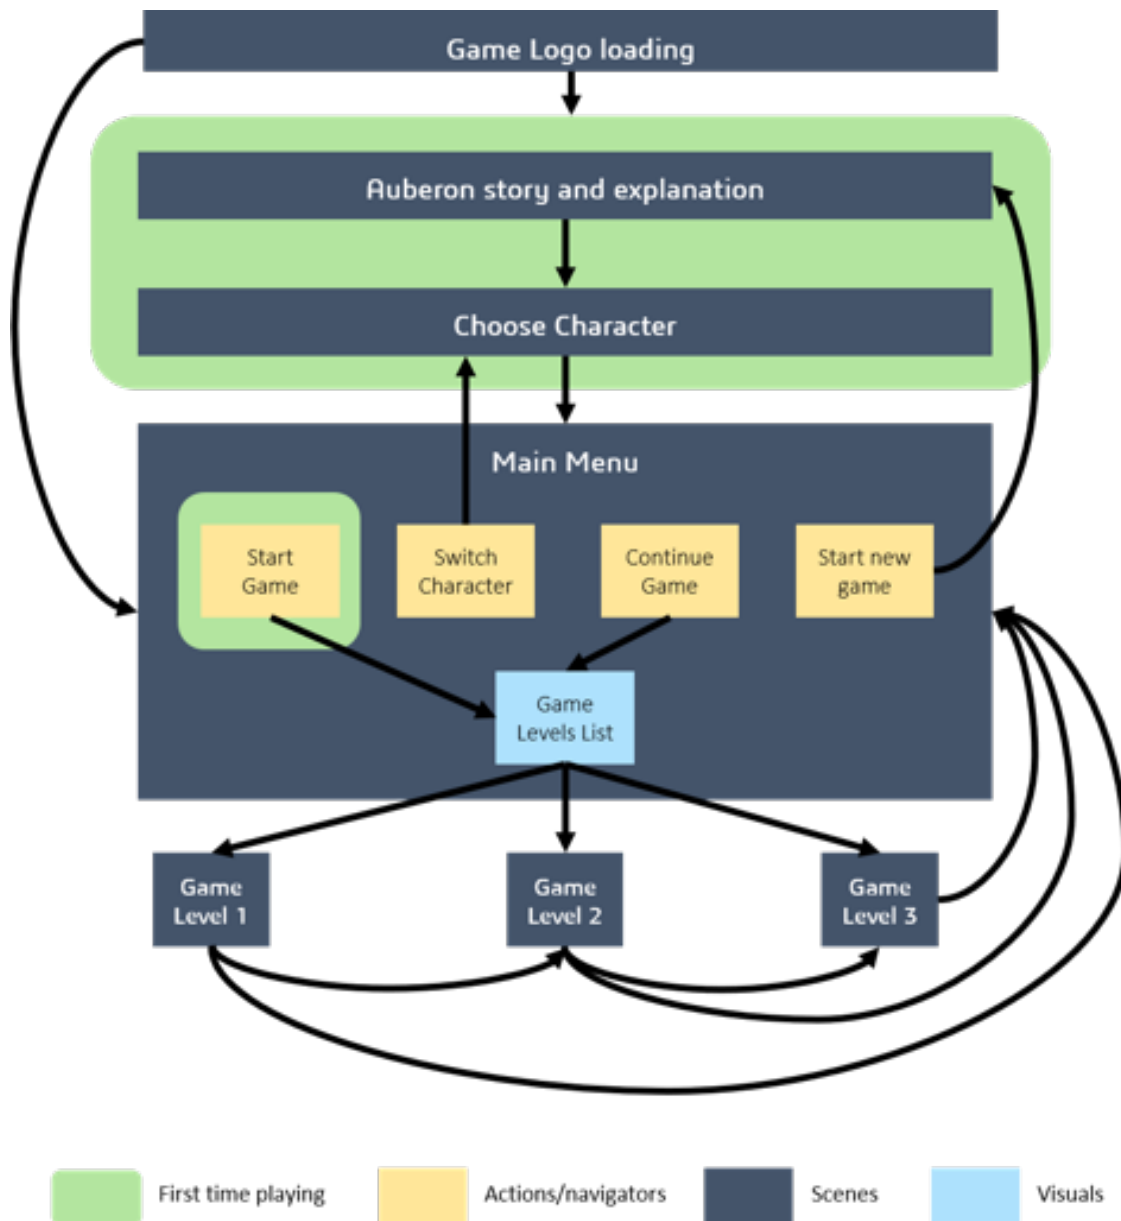 Game Logo loading
Auberon story and explanation
Choose Character
Main Menu
Start
Game
Switch
Character
Continue
Game
Start new
game
Game
Levels List
Game
Level 1
Game
Level 2
Game
Level 3
First time playing
Actions/navigators
Scenes
Visuals